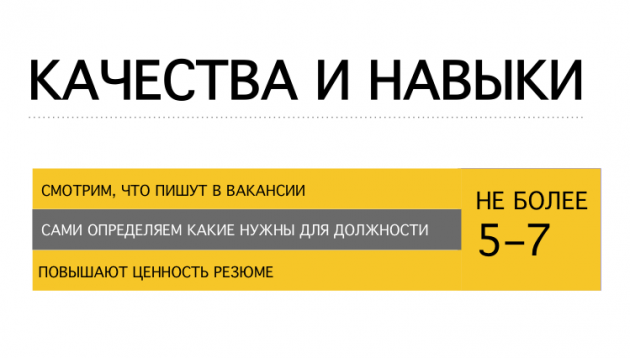 КАЧЕСТВА И НАВЫКИ
СМОТРИМ, ЧТО ПИШУТ В ВАКАНСИИ
САМИ ОПРЕДЕЛЯЕМ КАКИЕ НУЖНЫ ДЛЯ ДОЛЖНОСТИ
ПОВЫШАЮТ ЦЕННОСТЬ РЕЗЮМЕ
НЕ БОЛЕЕ
5–7